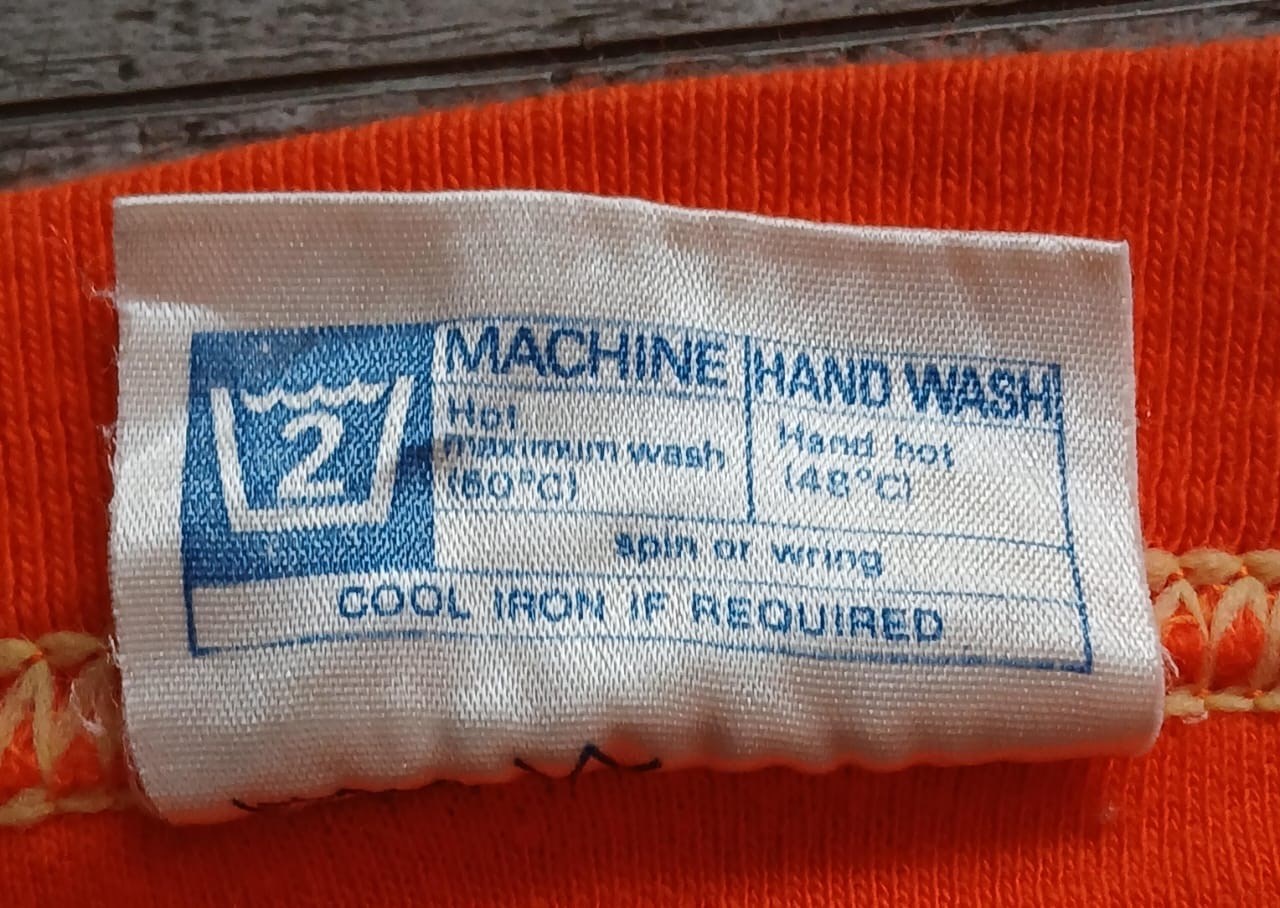 2
MACHINE
HAND WASH
Hot
maximum wash
(60°C)
Hand hot
(48°C)
spin or wring
COOL IRON IF REQUIRED